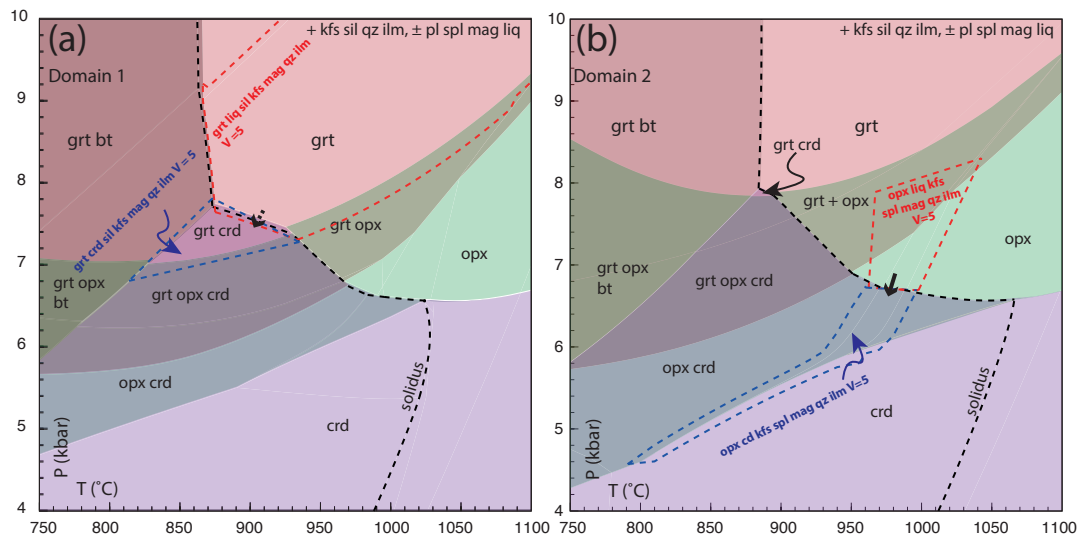 (a)
+ kfs sil qz ilm, ± pl spl mag liq
Domain 1
grt bt
grt liq sil kfs mag qz ilm
V =5
grt
grt crd sil kfs mag qz ilm V= 5
grt crd
grt opx
opx
grt opx
bt
grt opx crd
opx crd
crd
solidus
P (kbar)
T (˚C)
10
9
8
7
6
5
4
750 800 850 900 950 1000 1050 1100
(b)
+ kfs sil qz ilm, ± pl spl mag liq
Domain 2
grt bt
grt
grt crd
grt + opx
opx liq kfs
spl mag qz ilm
V=5
opx
grt opx
bt
grt opx crd
opx crd
opx cd kfs spl mag qz ilm V=5
crd
solidus
P (kbar)
T (˚C)
10
9
8
7
6
5
4
750 800 850 900 950 1000 1050 1100